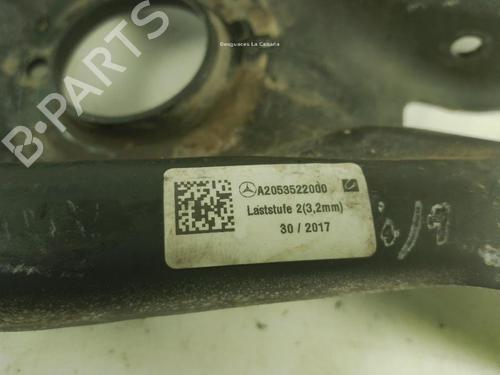 Desguaces La Cabaña
B-PARTS
A2053522000
Laststufe 2(3,2mm)
30 / 2017